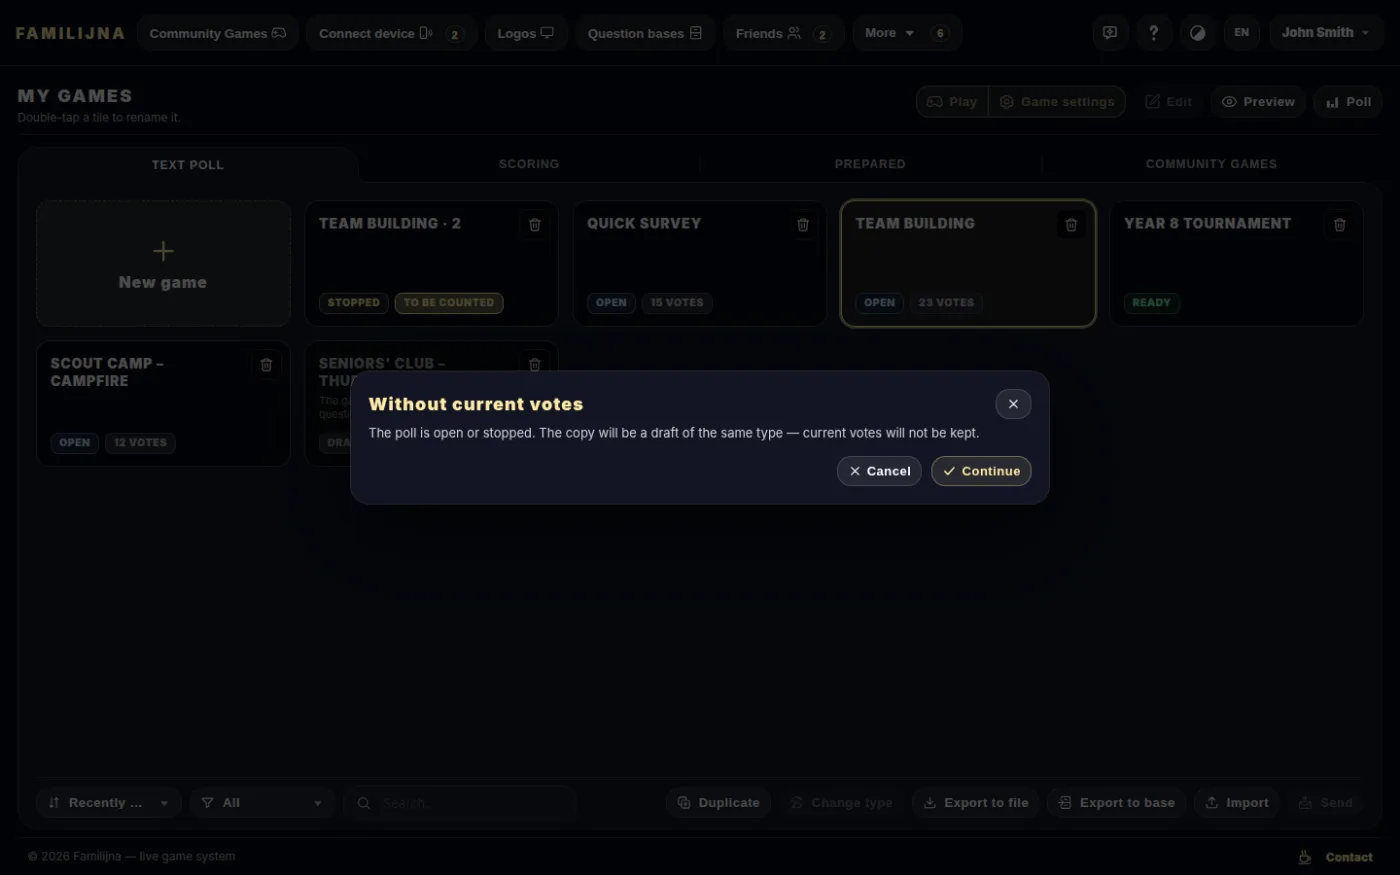 FAMILIJNA
Community Games
Connect device 2
Logos
Question bases
Friends 2
More 6
EN
John Smith
MY GAMES
Double-tap a tile to rename it.
Play
Game settings
Edit
Preview
Poll
TEXT POLL
SCORING
PREPARED
COMMUNITY GAMES
New game
TEAM BUILDING · 2
STOPPED
TO BE COUNTED
QUICK SURVEY
OPEN
15 VOTES
TEAM BUILDING
OPEN
23 VOTES
YEAR 8 TOURNAMENT
READY
SCOUT CAMP –
CAMPFIRE
OPEN
12 VOTES
SENIORS' CLUB –
Without current votes
The poll is open or stopped. The copy will be a draft of the same type — current votes will not be kept.
Cancel
Continue
Recently ...
All
Search...
Duplicate
Change type
Export to file
Export to base
Import
Send
© 2026 Familijna — live game system
Contact